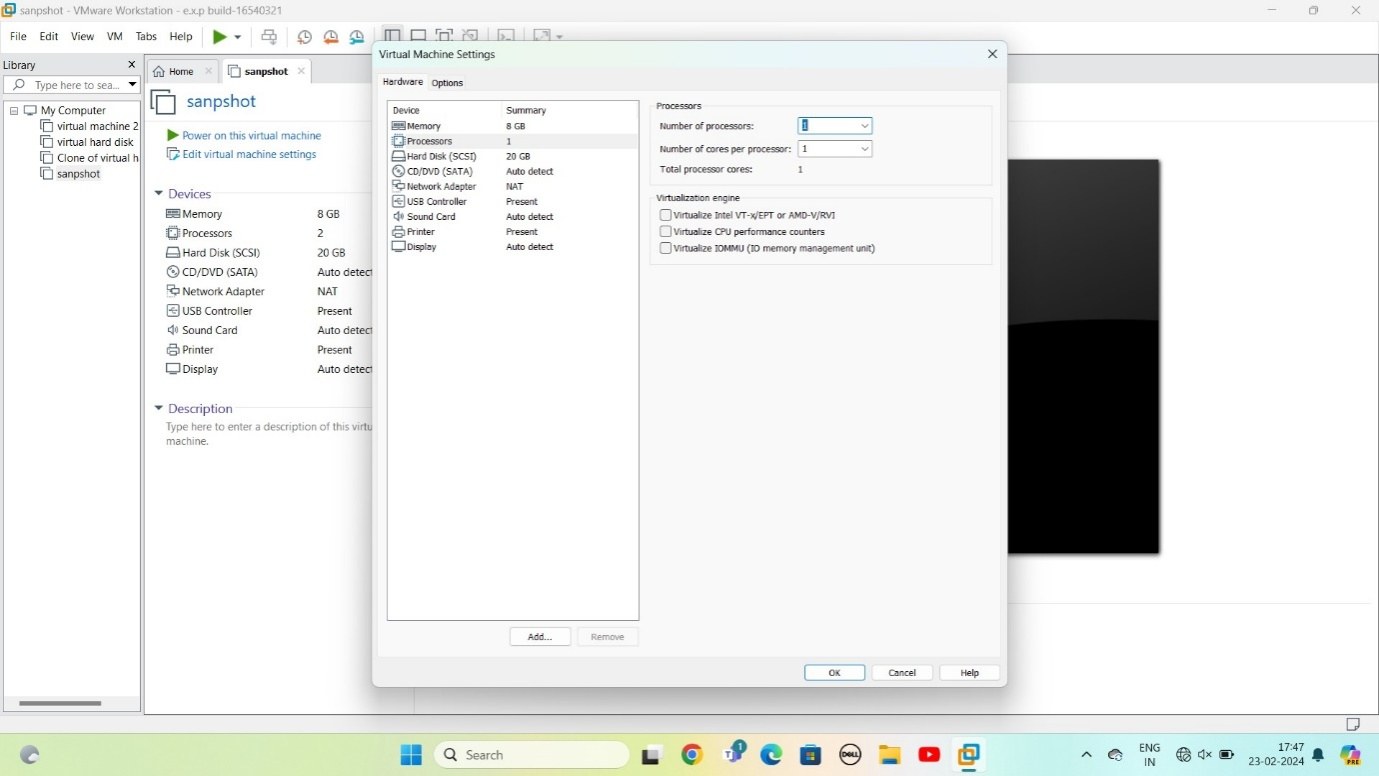 sanpshot - VMware Workstation - e.x.p build-16540321
File Edit View VM Tabs Help
Library
Type here to sea...
My Computer
virtual machine 2
virtual hard disk
Clone of virtual h
sanpshot
Home
sanpshot
sanpshot
Power on this virtual machine
Edit virtual machine settings
Devices
Memory 8 GB
Processors 2
Hard Disk (SCSI) 20 GB
CD/DVD (SATA) Auto detect
Network Adapter NAT
USB Controller Present
Sound Card Auto detect
Printer Present
Display Auto detect
Description
Type here to enter a description of this virtu
machine.
Virtual Machine Settings
Hardware Options
Device Summary
Memory 8 GB
Processors 1
Hard Disk (SCSI) 20 GB
CD/DVD (SATA) Auto detect
Network Adapter NAT
USB Controller Present
Sound Card Auto detect
Printer Present
Display Auto detect
Add... Remove
Processors
Number of processors: 1
Number of cores per processor: 1
Total processor cores: 1
Virtualization engine
Virtualize Intel VT-x/EPT or AMD-V/RVI
Virtualize CPU performance counters
Virtualize IOMMU (IO memory management unit)
OK Cancel Help
Search
1
DELL
ENG
IN
17:47
23-02-2024
PRE